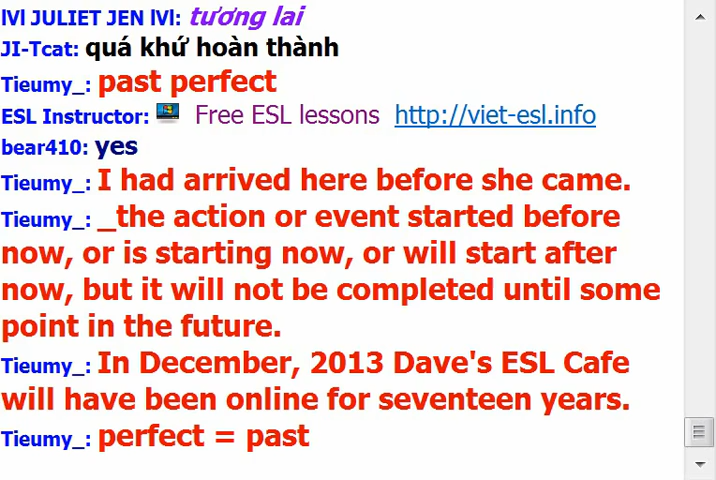 lVl JULIET JEN lVl: tương lai
JI-Tcat: quá khứ hoàn thành
Tieumy_: past perfect
ESL Instructor: Free ESL lessons http://viet-esl.info
bear410: yes
Tieumy_: I had arrived here before she came.
Tieumy_: _the action or event started before
now, or is starting now, or will start after
now, but it will not be completed until some
point in the future.
Tieumy_: In December, 2013 Dave's ESL Cafe
will have been online for seventeen years.
Tieumy_: perfect = past